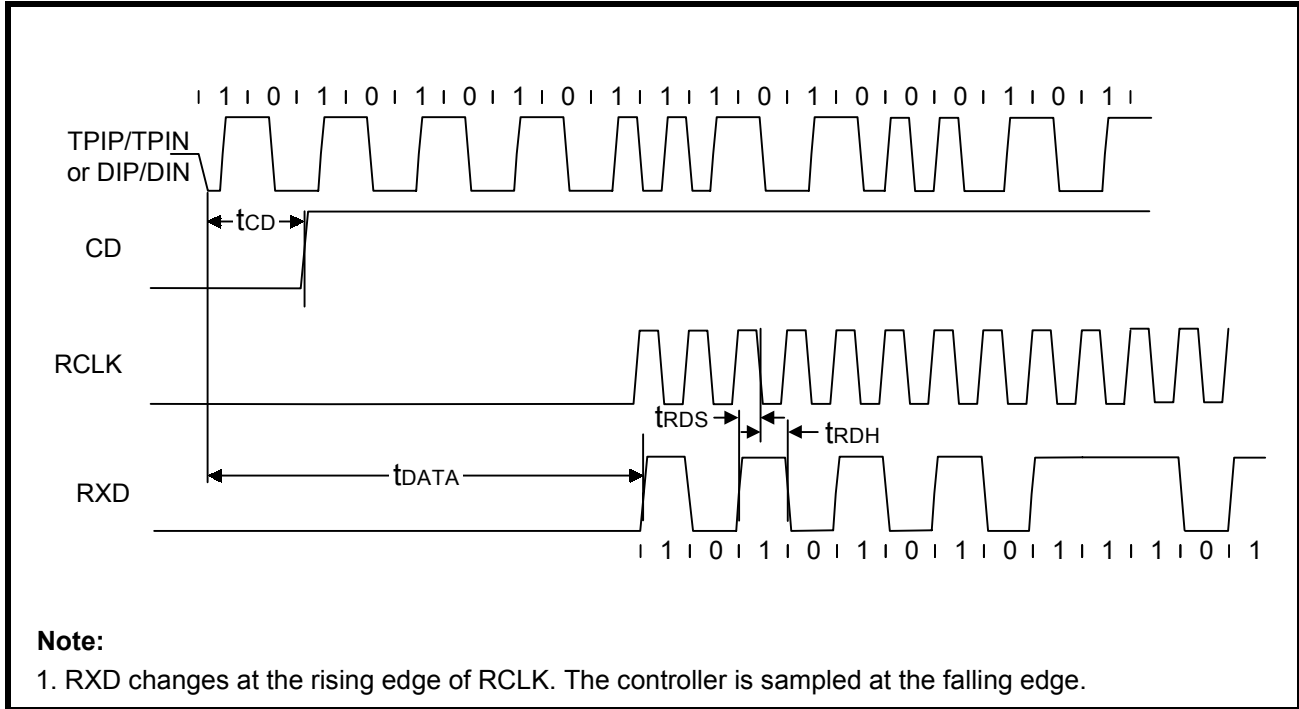 1 0 1 0 1 0 1 0 1 1 1 0 1 0 0 0 1 0 1
TPIP/TPIN
or DIP/DIN
tCD
CD
RCLK
tRDS
tRDH
tDATA
RXD
1 0 1 0 1 0 1 0 1 1 1 0 1
Note:
1. RXD changes at the rising edge of RCLK. The controller is sampled at the falling edge.